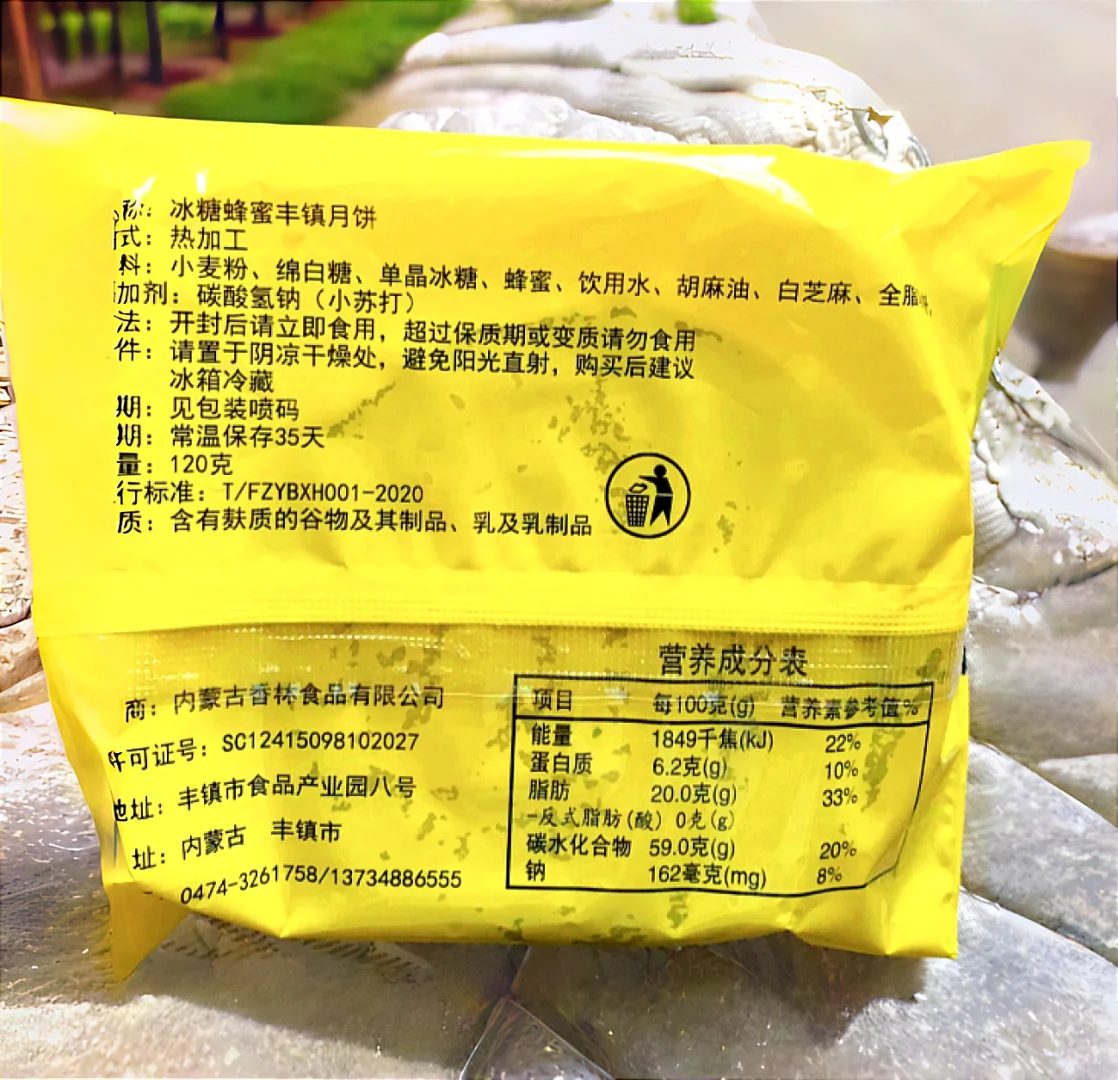 称：冰糖蜂蜜丰镇月饼
式：热加工
料：小麦粉、绵白糖、单晶冰糖、蜂蜜、饮用水、胡麻油、白芝麻、全脂
加剂：碳酸氢钠（小苏打）
法：开封后请立即食用，超过保质期或变质请勿食用
件：请置于阴凉干燥处，避免阳光直射，购买后建议
冰箱冷藏
期：见包装喷码
期：常温保存35天
量：120克
行标准：T/FZYBXH001-2020
质：含有麸质的谷物及其制品、乳及乳制品
商：内蒙古香林食品有限公司
许可证号：SC12415098102027
地址：丰镇市食品产业园八号
址：内蒙古 丰镇市
0474-3261758/13734886555
营养成分表
项目 每100克(g) 营养素参考值%
能量 1849千焦(kJ) 22%
蛋白质 6.2克(g) 10%
脂肪 20.0克(g) 33%
-反式脂肪(酸) 0克(g)
碳水化合物 59.0克(g) 20%
钠 162毫克(mg) 8%